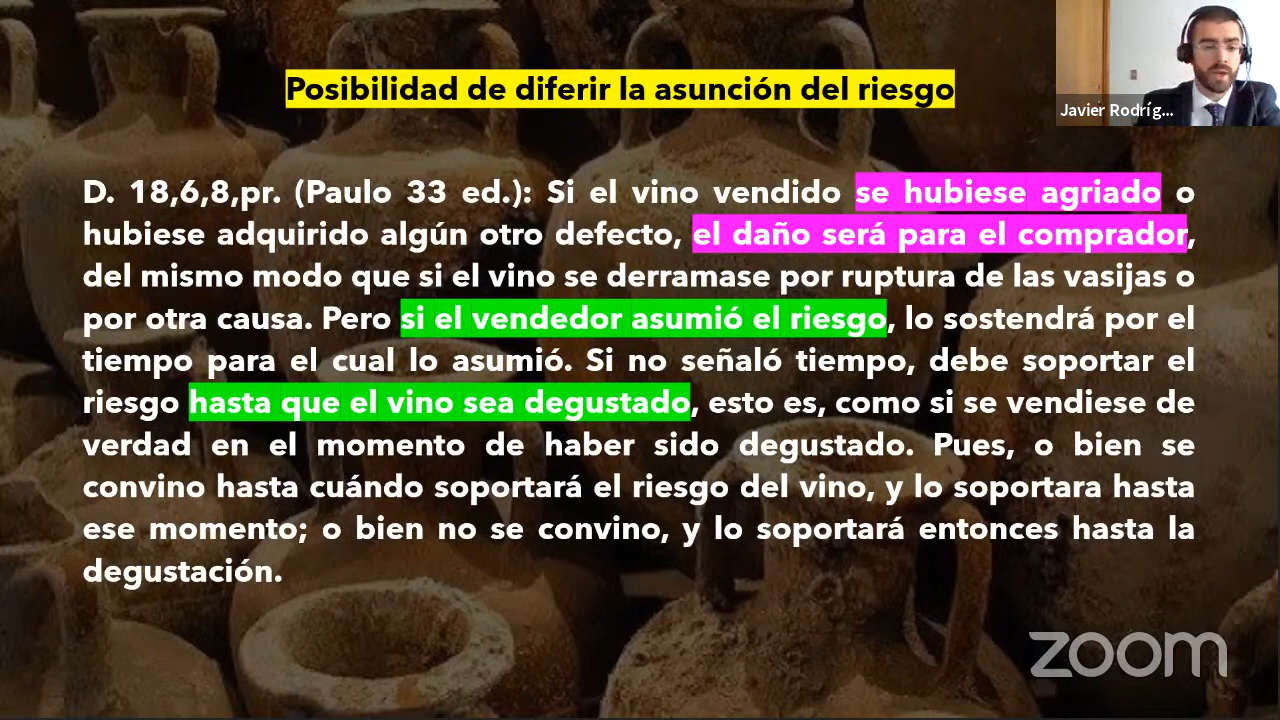 Posibilidad de diferir la asunción del riesgo
Javier Rodríg...
D. 18,6,8,pr. (Paulo 33 ed.): Si el vino vendido se hubiese agriado o
hubiese adquirido algún otro defecto, el daño será para el comprador,
del mismo modo que si el vino se derramase por ruptura de las vasijas o
por otra causa. Pero si el vendedor asumió el riesgo, lo sostendrá por el
tiempo para el cual lo asumió. Si no señaló tiempo, debe soportar el
riesgo hasta que el vino sea degustado, esto es, como si se vendiese de
verdad en el momento de haber sido degustado. Pues, o bien se
convino hasta cuándo soportará el riesgo del vino, y lo soportara hasta
ese momento; o bien no se convino, y lo soportará entonces hasta la
degustación.
zoom